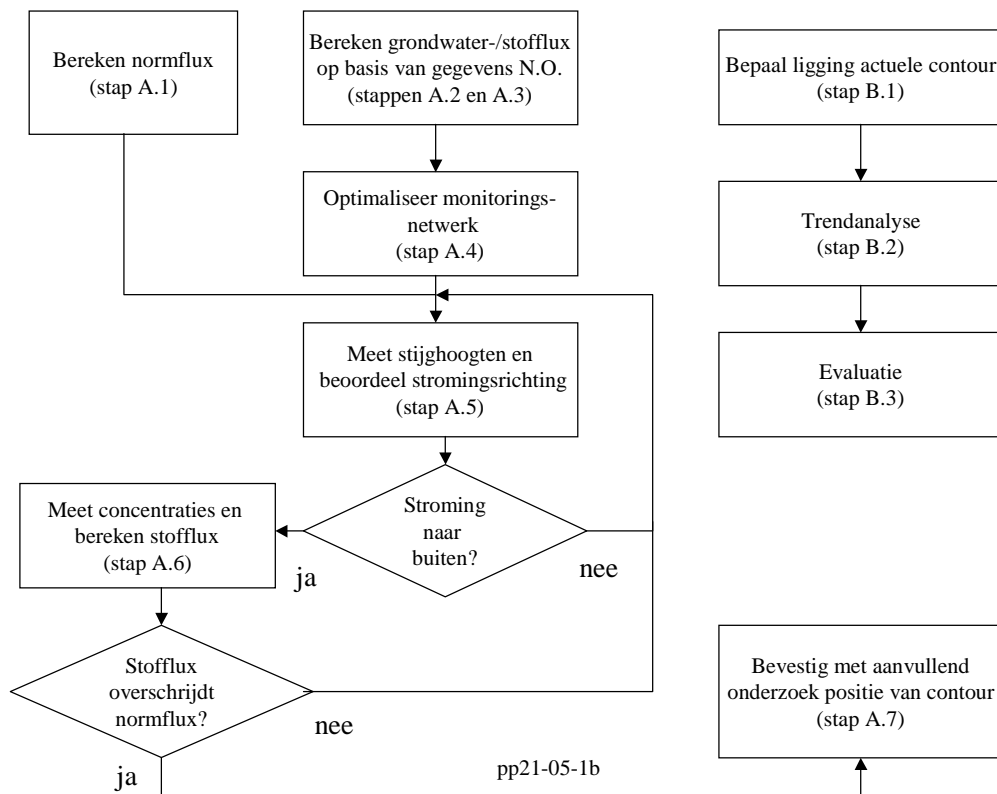 Bereken normflux
(stap A.1)
Bereken grondwater-/stofflux
op basis van gegevens N.O.
(stappen A.2 en A.3)
Bepaal ligging actuele contour
(stap B.1)
Optimaliseer monitorings-
netwerk
(stap A.4)
Trendanalyse
(stap B.2)
Meet stijghoogten en
beoordeel stromingsrichting
(stap A.5)
Evaluatie
(stap B.3)
Stroming
naar
buiten?
Meet concentraties en
bereken stofflux
(stap A.6)
ja
nee
Stofflux
overschrijdt
normflux?
nee
ja
Bevestig met aanvullend
onderzoek positie van contour
(stap A.7)
pp21-05-1b